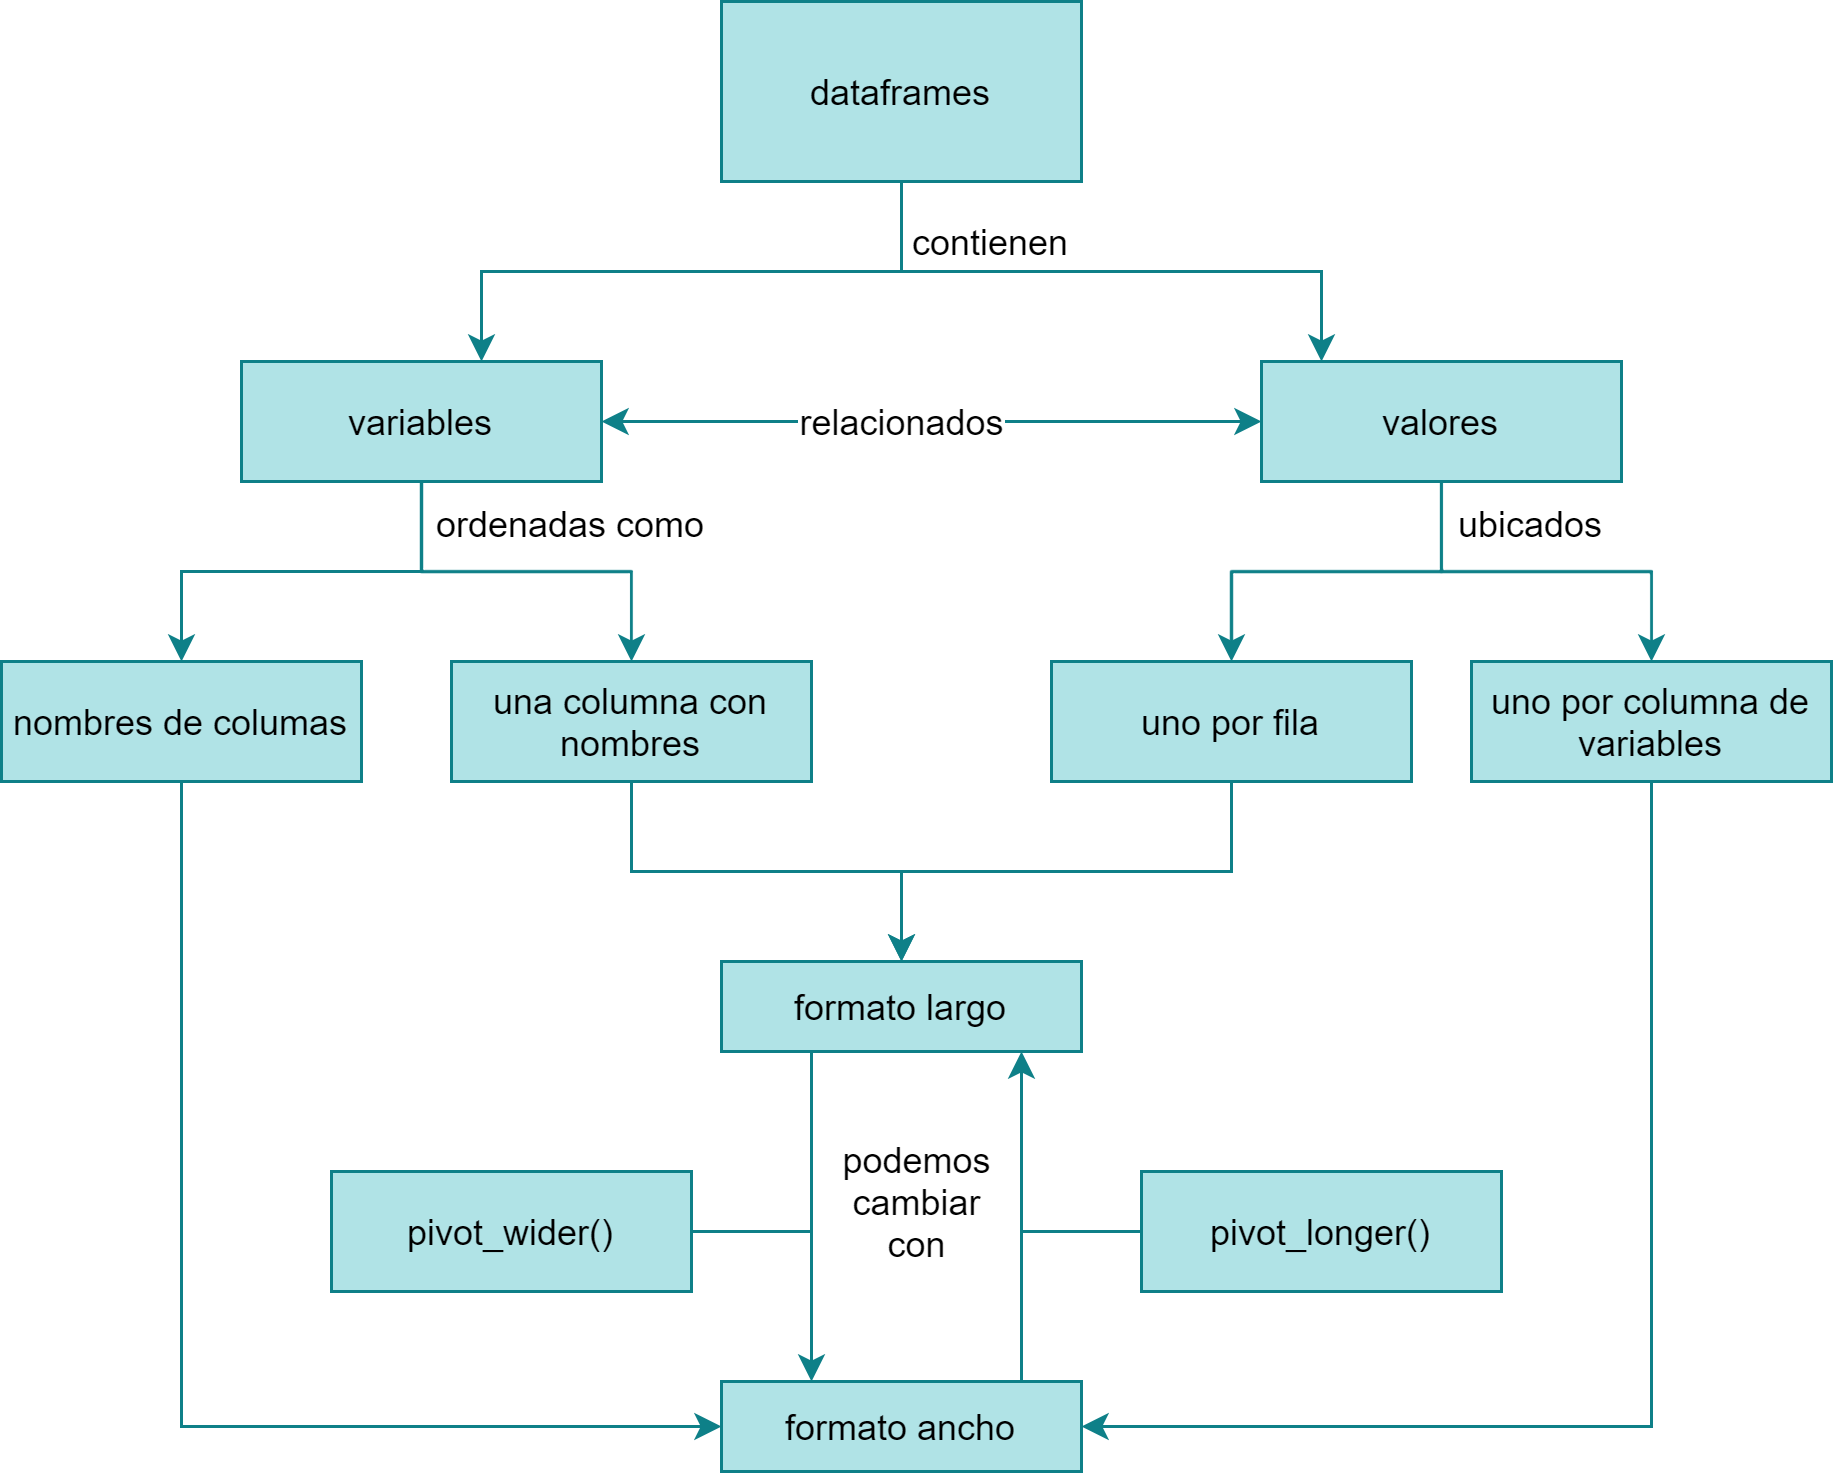 dataframes
contienen
variables
relacionados
valores
ordenadas como
ubicados
nombres de columas
una columna con
nombres
uno por fila
uno por columna de
variables
formato largo
podemos
cambiar
con
pivot_wider()
pivot_longer()
formato ancho